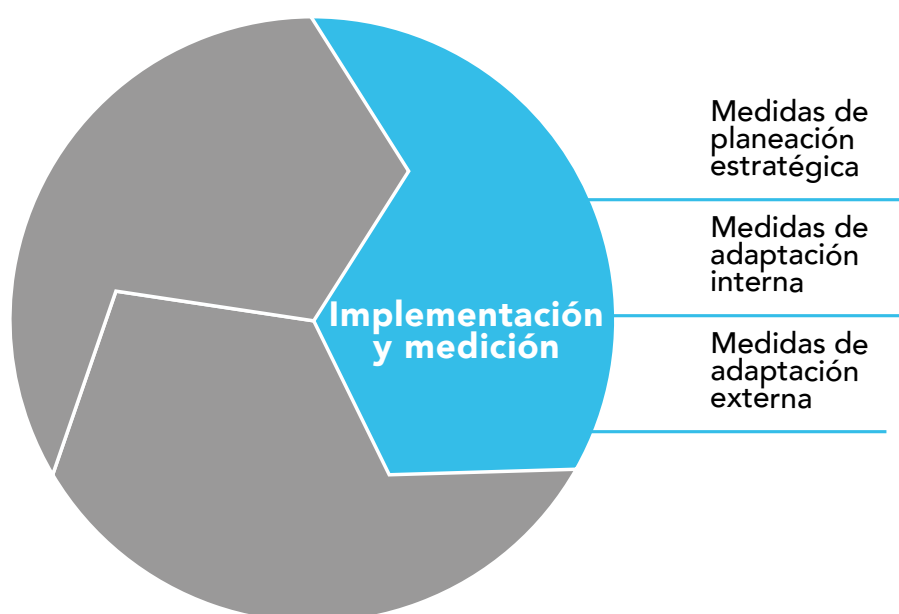 Medidas de
planeación
estratégica
Medidas de
adaptación
interna
Implementación
y medición
Medidas de
adaptación
externa